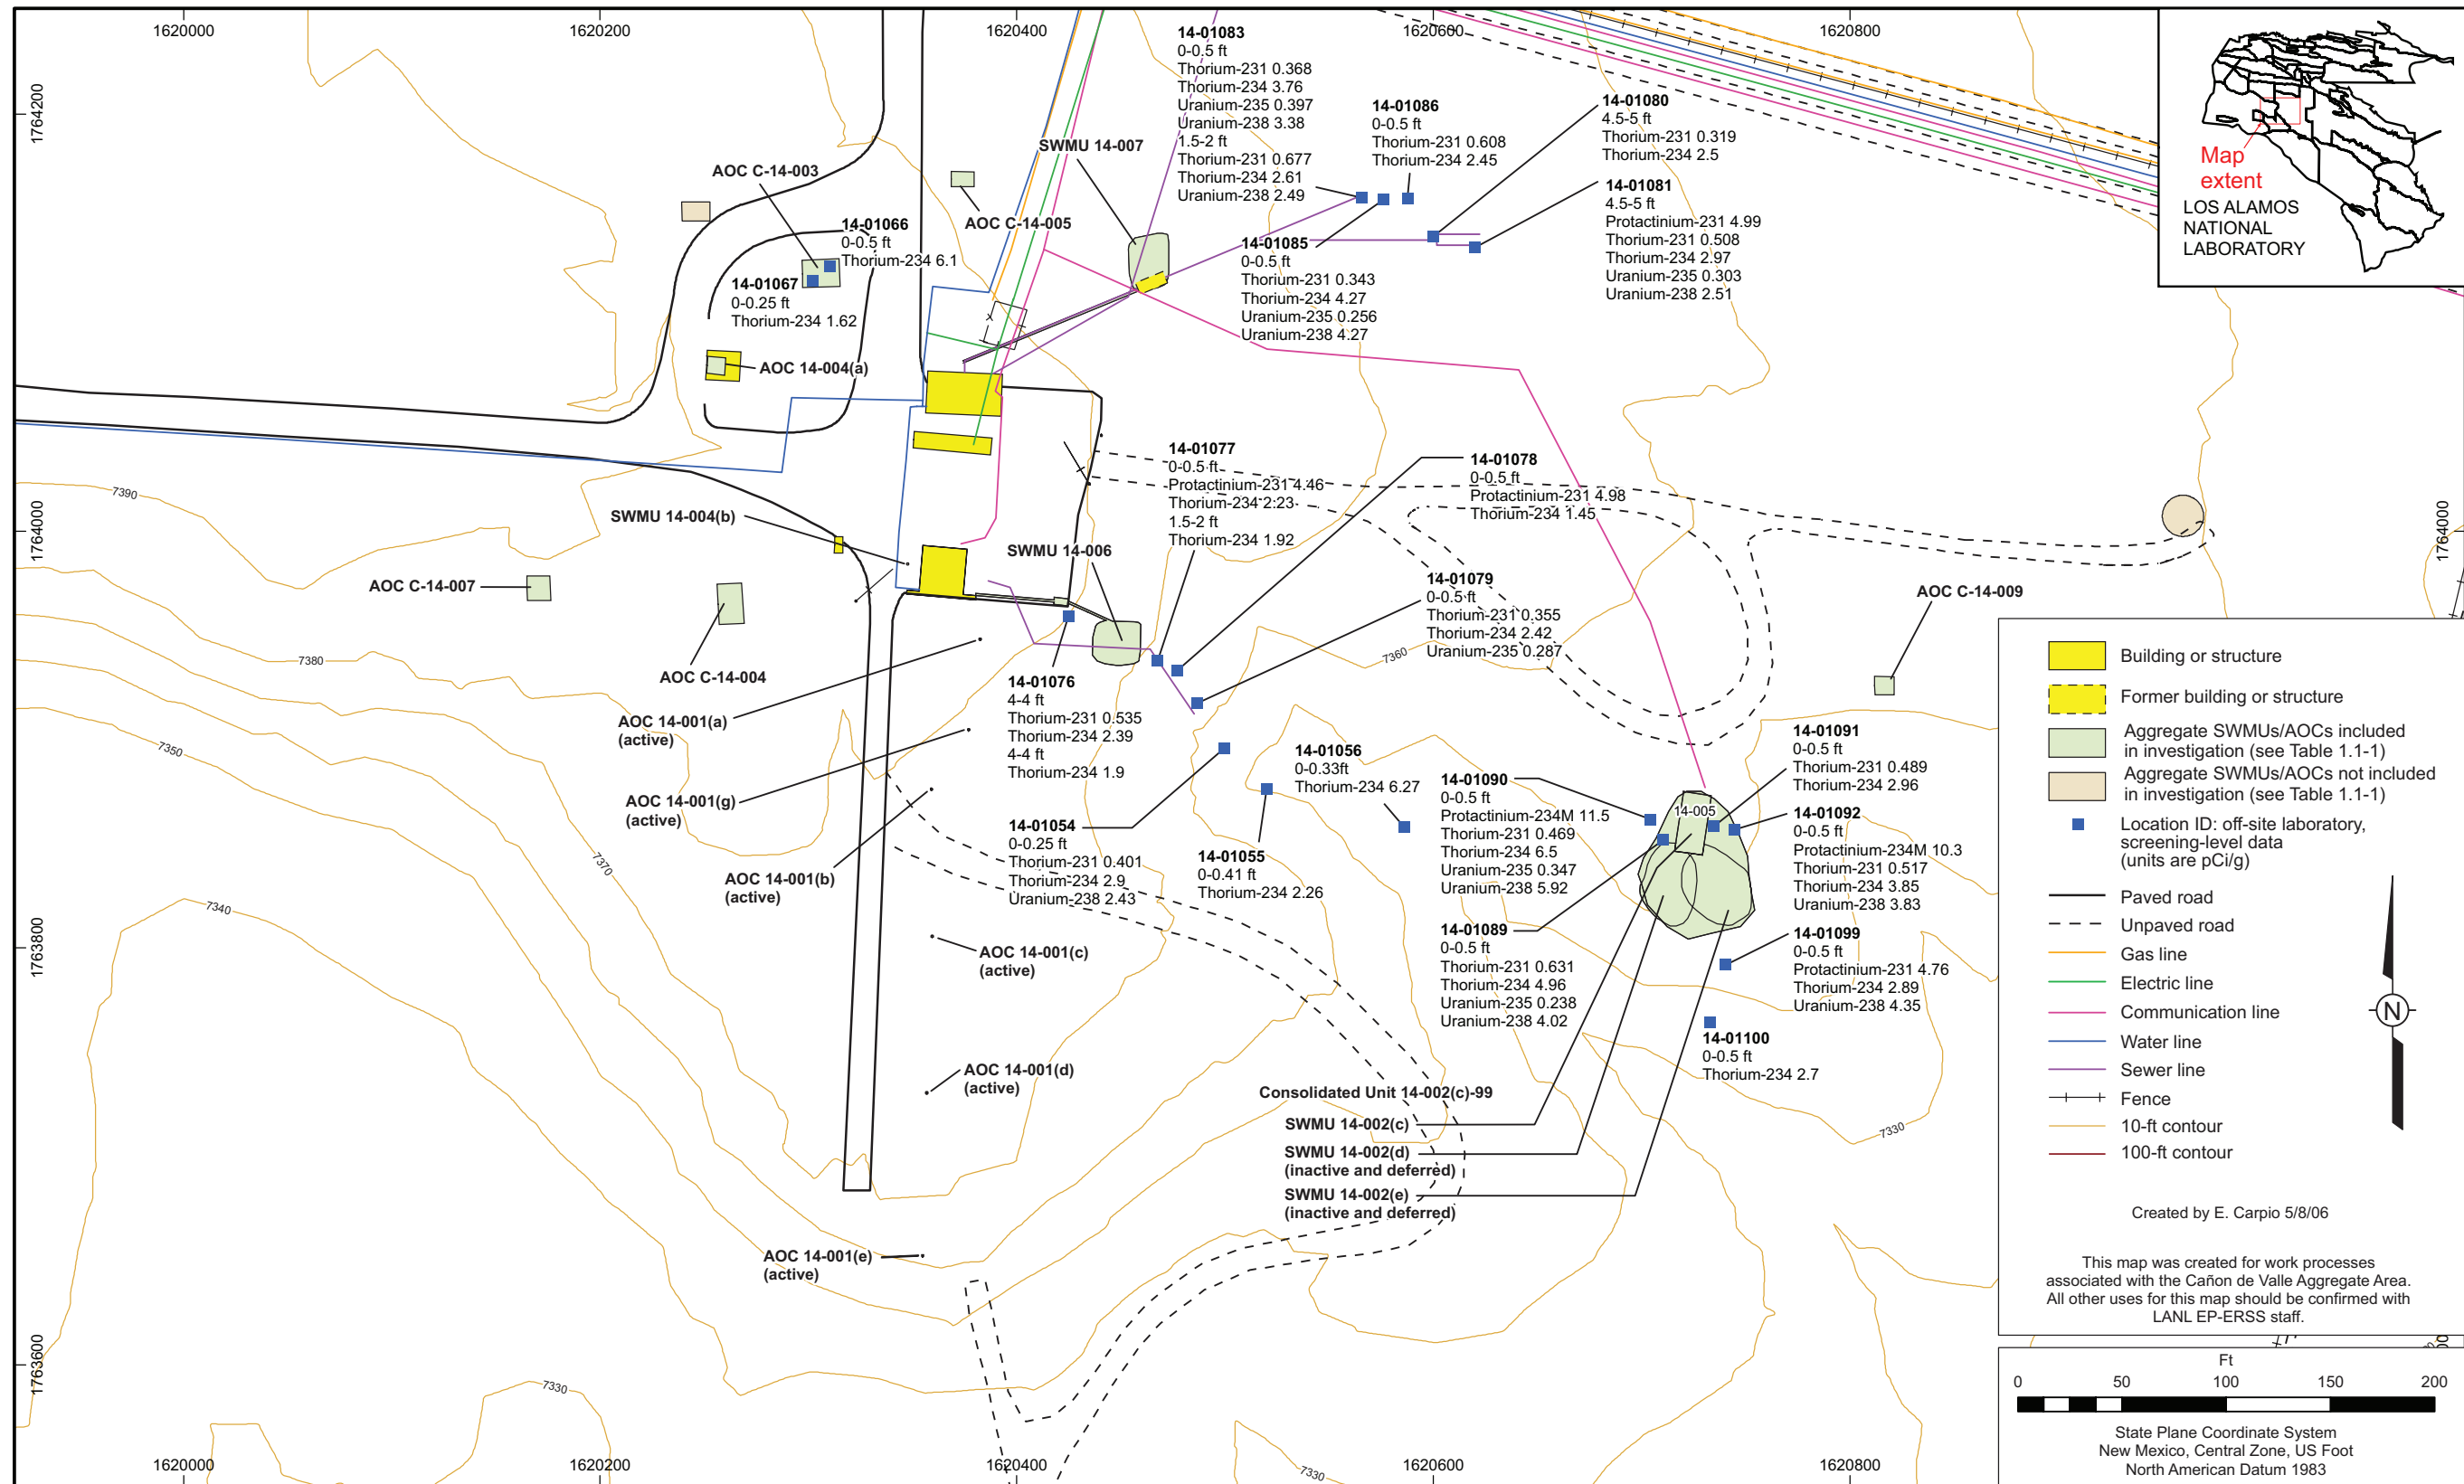 1620000
1620200
1620400
1620600
1620800
1764200
1764000
1763800
1763600
14-01083
0-0.5 ft
Thorium-231 0.368
Thorium-234 3.76
Uranium-235 0.397
Uranium-238 3.38
1.5-2 ft
Thorium-231 0.677
Thorium-234 2.61
Uranium-238 2.49
14-01086
0-0.5 ft
Thorium-231 0.608
Thorium-234 2.45
14-01080
4.5-5 ft
Thorium-231 0.319
Thorium-234 2.5
14-01081
4.5-5 ft
Protactinium-231 4.99
Thorium-231 0.508
Thorium-234 2.97
Uranium-235 0.303
Uranium-238 2.51
Map
extent
LOS ALAMOS
NATIONAL
LABORATORY
SWMU 14-007
AOC C-14-003
AOC C-14-005
14-01066
0-0.5 ft
Thorium-234 6.1
14-01067
0-0.25 ft
Thorium-234 1.62
14-01085
0-0.5 ft
Thorium-231 0.343
Thorium-234 4.27
Uranium-235 0.256
Uranium-238 4.27
AOC 14-004(a)
X
14-01077
0-0.5 ft
Protactinium-231 4.46
Thorium-234 2.23
1.5-2 ft
Thorium-234 1.92
14-01078
0-0.5 ft
Protactinium-231 4.98
Thorium-234 1.45
7390
SWMU 14-004(b)
SWMU 14-006
AOC C-14-007
14-01079
0-0.5 ft
Thorium-231 0.355
Thorium-234 2.42
Uranium-235 0.287
AOC C-14-009
1764000
7380
7360
AOC C-14-004
14-01076
4-4 ft
Thorium-231 0.535
Thorium-234 2.39
4-4 ft
Thorium-234 1.9
AOC 14-001(a)
(active)
7350
AOC 14-001(g)
(active)
14-01056
0-0.33ft
Thorium-234 6.27
14-01090
0-0.5 ft
Protactinium-234M 11.5
Thorium-231 0.469
Thorium-234 6.5
Uranium-235 0.347
Uranium-238 5.92
14-01091
0-0.5 ft
Thorium-231 0.489
Thorium-234 2.96
14-005
14-01092
0-0.5 ft
Protactinium-234M 10.3
Thorium-231 0.517
Thorium-234 3.85
Uranium-238 3.83
14-01054
0-0.25 ft
Thorium-231 0.401
Thorium-234 2.9
Uranium-238 2.43
14-01055
0-0.41 ft
Thorium-234 2.26
7370
AOC 14-001(b)
(active)
7340
14-01089
0-0.5 ft
Thorium-231 0.631
Thorium-234 4.96
Uranium-235 0.238
Uranium-238 4.02
14-01099
0-0.5 ft
Protactinium-231 4.76
Thorium-234 2.89
Uranium-238 4.35
AOC 14-001(c)
(active)
14-01100
0-0.5 ft
Thorium-234 2.7
AOC 14-001(d)
(active)
Consolidated Unit 14-002(c)-99
SWMU 14-002(c)
SWMU 14-002(d)
(inactive and deferred)
SWMU 14-002(e)
(inactive and deferred)
7330
AOC 14-001(e)
(active)
7330
7330
1620000
1620200
1620400
1620600
1620800
Building or structure
Former building or structure
Aggregate SWMUs/AOCs included
in investigation (see Table 1.1-1)
Aggregate SWMUs/AOCs not included
in investigation (see Table 1.1-1)
Location ID: off-site laboratory,
screening-level data
(units are pCi/g)
Paved road
Unpaved road
Gas line
Electric line
Communication line
Water line
Sewer line
Fence
10-ft contour
100-ft contour
N
Created by E. Carpio 5/8/06
This map was created for work processes
associated with the Cañon de Valle Aggregate Area.
All other uses for this map should be confirmed with
LANL EP-ERSS staff.
Ft
0 50 100 150 200
State Plane Coordinate System
New Mexico, Central Zone, US Foot
North American Datum 1983